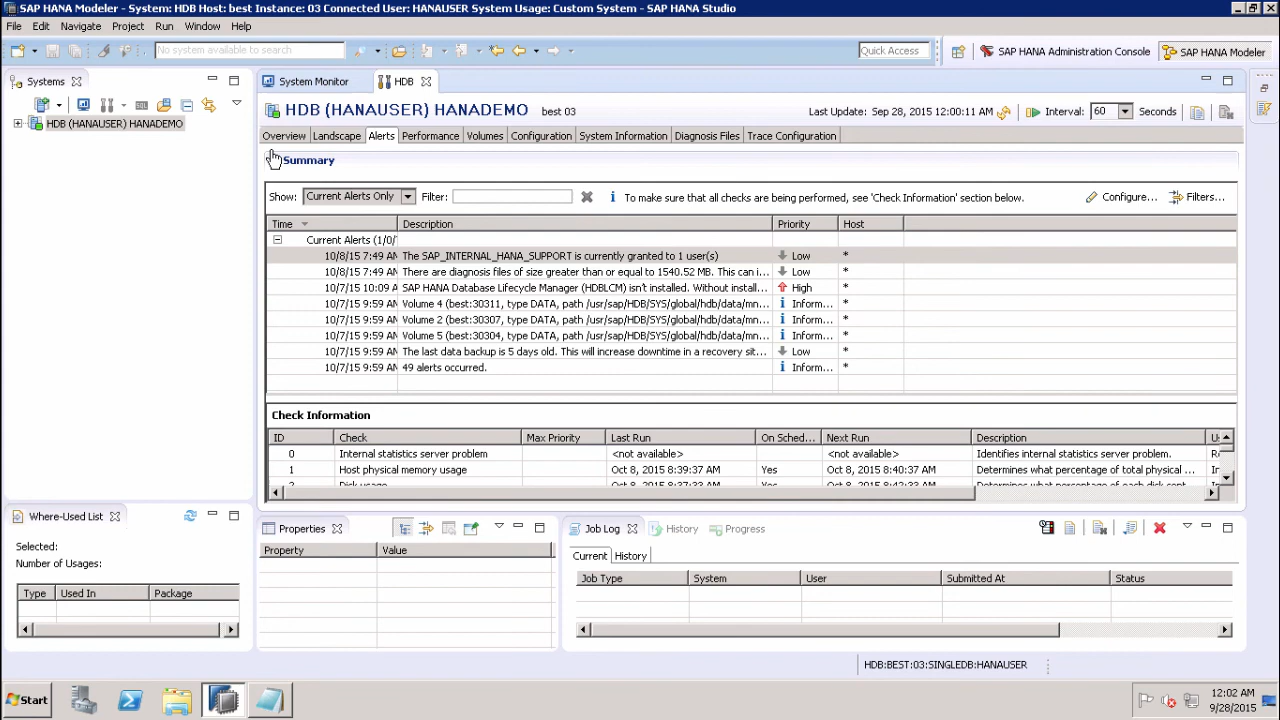 SAP HANA Modeler - System: HDB Host: best Instance: 03 Connected User: HANAUSER System Usage: Custom System - SAP HANA Studio
File Edit Navigate Project Run Window Help
No system available to search
Quick Access
SAP HANA Administration Console
SAP HANA Modeler
Systems
System Monitor
HDB
HDB (HANAUSER) HANADEMO
HDB (HANAUSER) HANADEMO best 03
Last Update: Sep 28, 2015 12:00:11 AM
Interval: 60 Seconds
Overview Landscape Alerts Performance Volumes Configuration System Information Diagnosis Files Trace Configuration
Summary
Show: Current Alerts Only Filter: To make sure that all checks are being performed, see 'Check Information' section below. Configure... Filters...
Time Description Priority Host
Current Alerts (1/0/
10/8/15 7:49 AM The SAP_INTERNAL_HANA_SUPPORT is currently granted to 1 user(s) Low *
10/8/15 7:49 AM There are diagnosis files of size greater than or equal to 1540.52 MB. This can i... Low *
10/7/15 10:09 A SAP HANA Database Lifecycle Manager (HDBLCM) isn't installed. Without install... High *
10/7/15 9:59 AM Volume 4 (best:30311, type DATA, path /usr/sap/HDB/SYS/global/hdb/data/mn... Inform... *
10/7/15 9:59 AM Volume 2 (best:30307, type DATA, path /usr/sap/HDB/SYS/global/hdb/data/mn... Inform... *
10/7/15 9:59 AM Volume 5 (best:30304, type DATA, path /usr/sap/HDB/SYS/global/hdb/data/mn... Inform... *
10/7/15 9:59 AM The last data backup is 5 days old. This will increase downtime in a recovery sit... Low *
10/7/15 9:59 AM 49 alerts occurred. Inform... *
Check Information
ID Check Max Priority Last Run On Sched... Next Run Description
0 Internal statistics server problem <not available> <not available> Identifies internal statistics server problem.
1 Host physical memory usage Oct 8, 2015 8:39:37 AM Yes Oct 8, 2015 8:40:37 AM Determines what percentage of total physical ...
2 Disk usage Oct 8, 2015 8:37:33 AM Yes
Where-Used List
Selected:
Number of Usages:
Type Used In Package
Properties
Property Value
Job Log History Progress
Current History
Job Type System User Submitted At Status
HDB:BEST:03:SINGLEDB:HANAUSER
Start
12:02 AM
9/28/2015